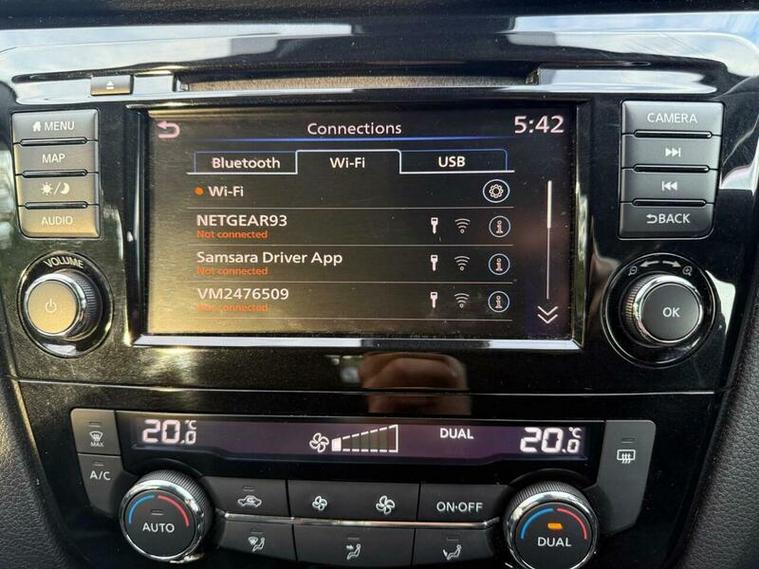 MENU
MAP
AUDIO
VOLUME
Connections
5:42
Bluetooth
Wi-Fi
USB
Wi-Fi
NETGEAR93
Not connected
Samsara Driver App
Not connected
VM2476509
Not connected
CAMERA
BACK
OK
MAX
A/C
20.0°C
DUAL
20.0°C
AUTO
ON·OFF
DUAL